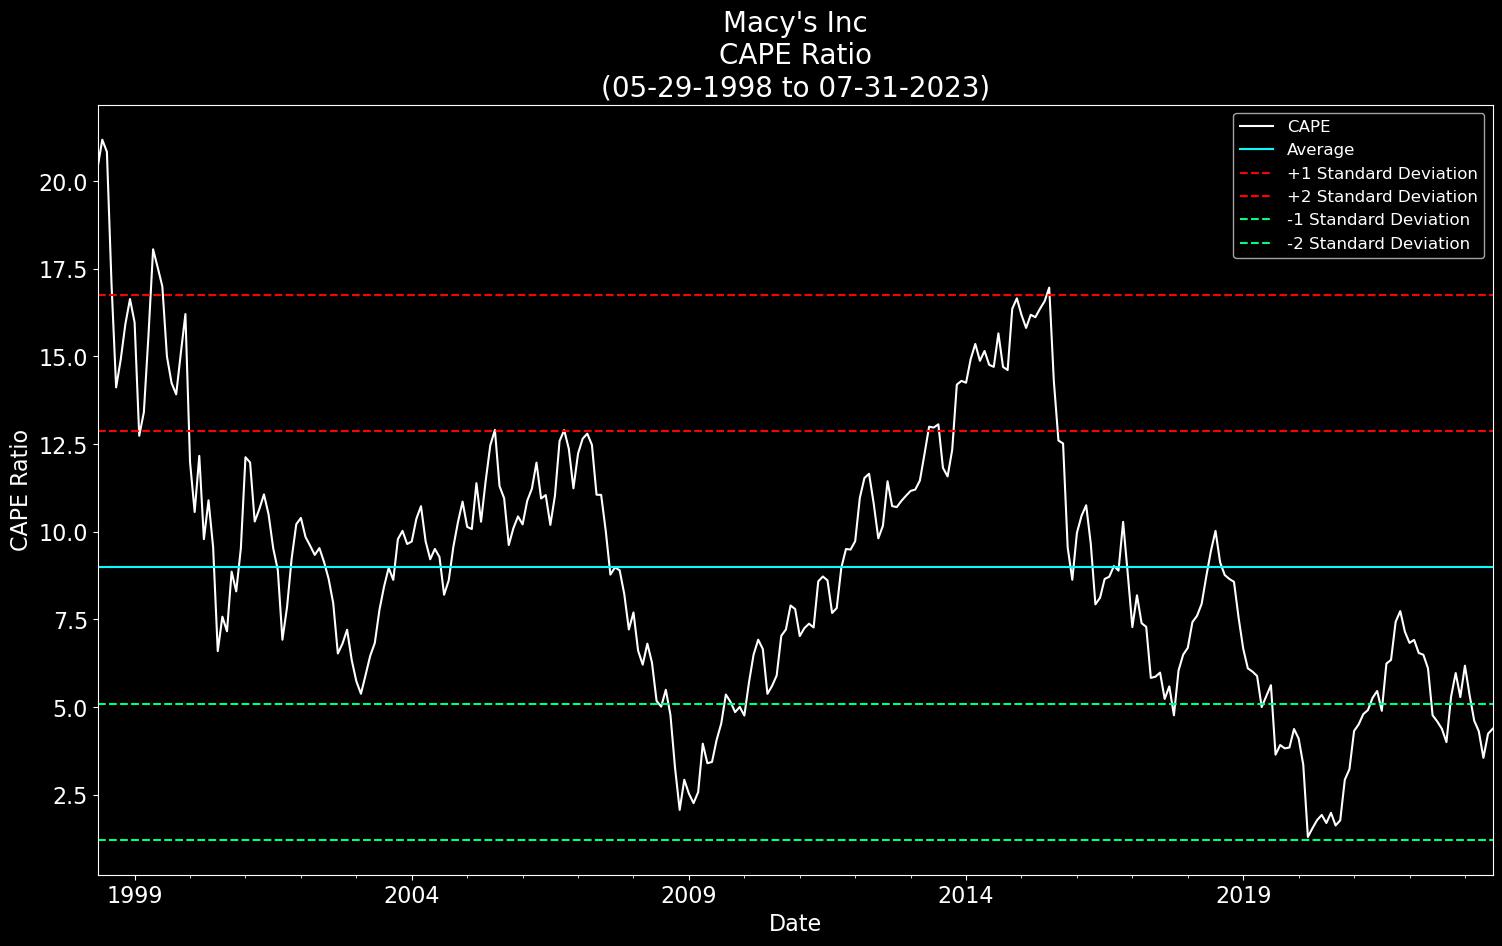 Macy's Inc
CAPE Ratio
(05-29-1998 to 07-31-2023)
CAPE
Average
+1 Standard Deviation
+2 Standard Deviation
-1 Standard Deviation
-2 Standard Deviation
CAPE Ratio
20.0
17.5
15.0
12.5
10.0
7.5
5.0
2.5
1999 2004 2009 2014 2019
Date